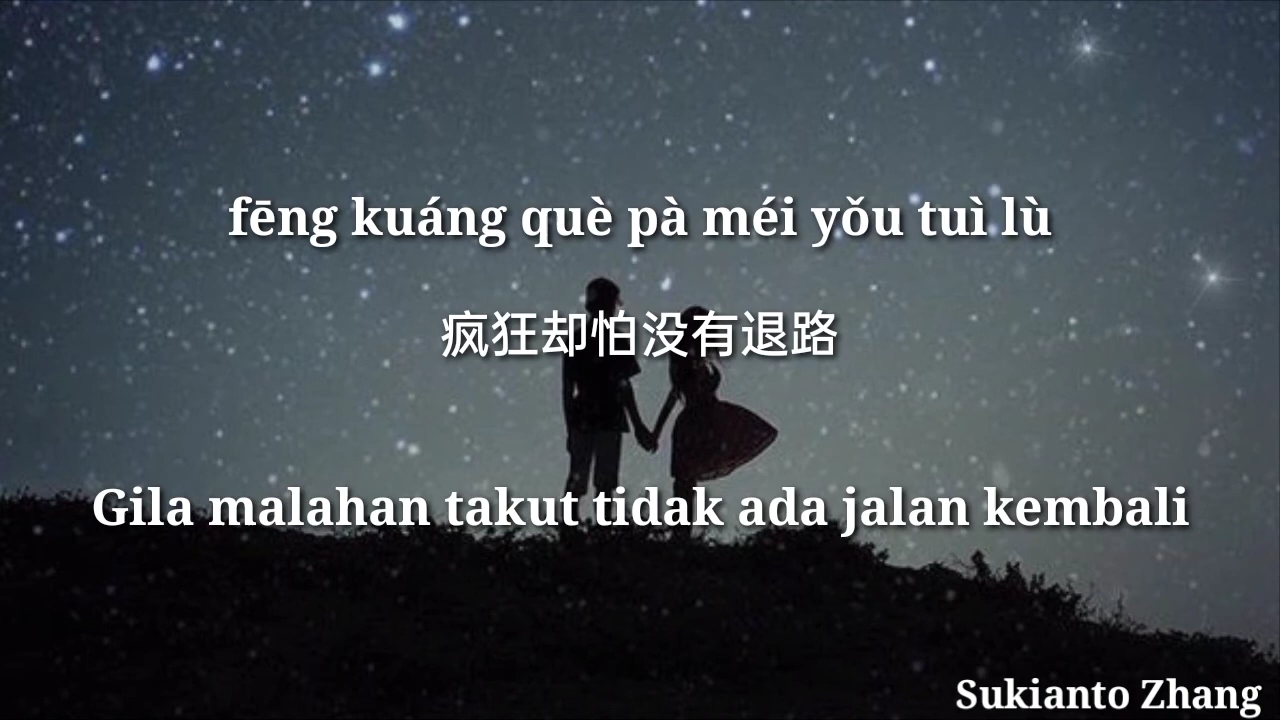 fēng kuáng què pà méi yǒu tuì lù
疯狂却怕没有退路
Gila malahan takut tidak ada jalan kembali
Sukianto Zhang